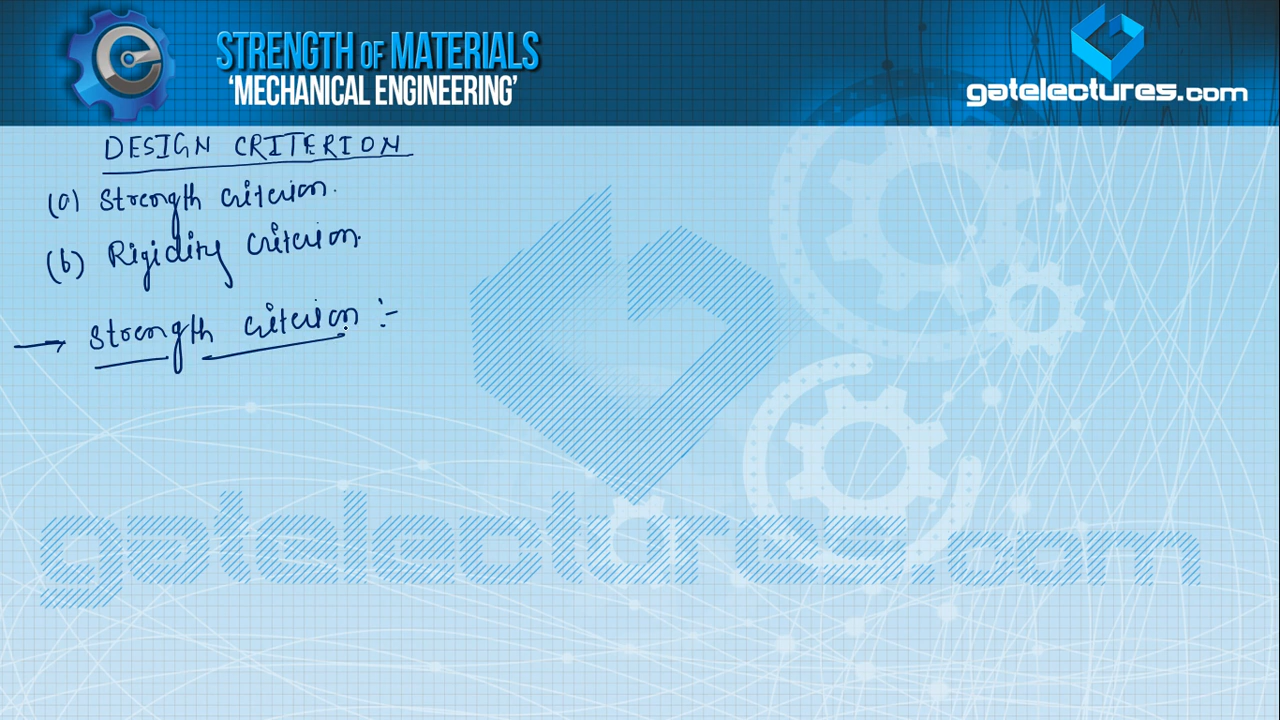 STRENGTH OF MATERIALS
'MECHANICAL ENGINEERING'
gatelectures.com
DESIGN CRITERION
(a) Strength Criterion.
(b) Rigidity Criterion.
→ Strength Criterion :-
gatelectures.com